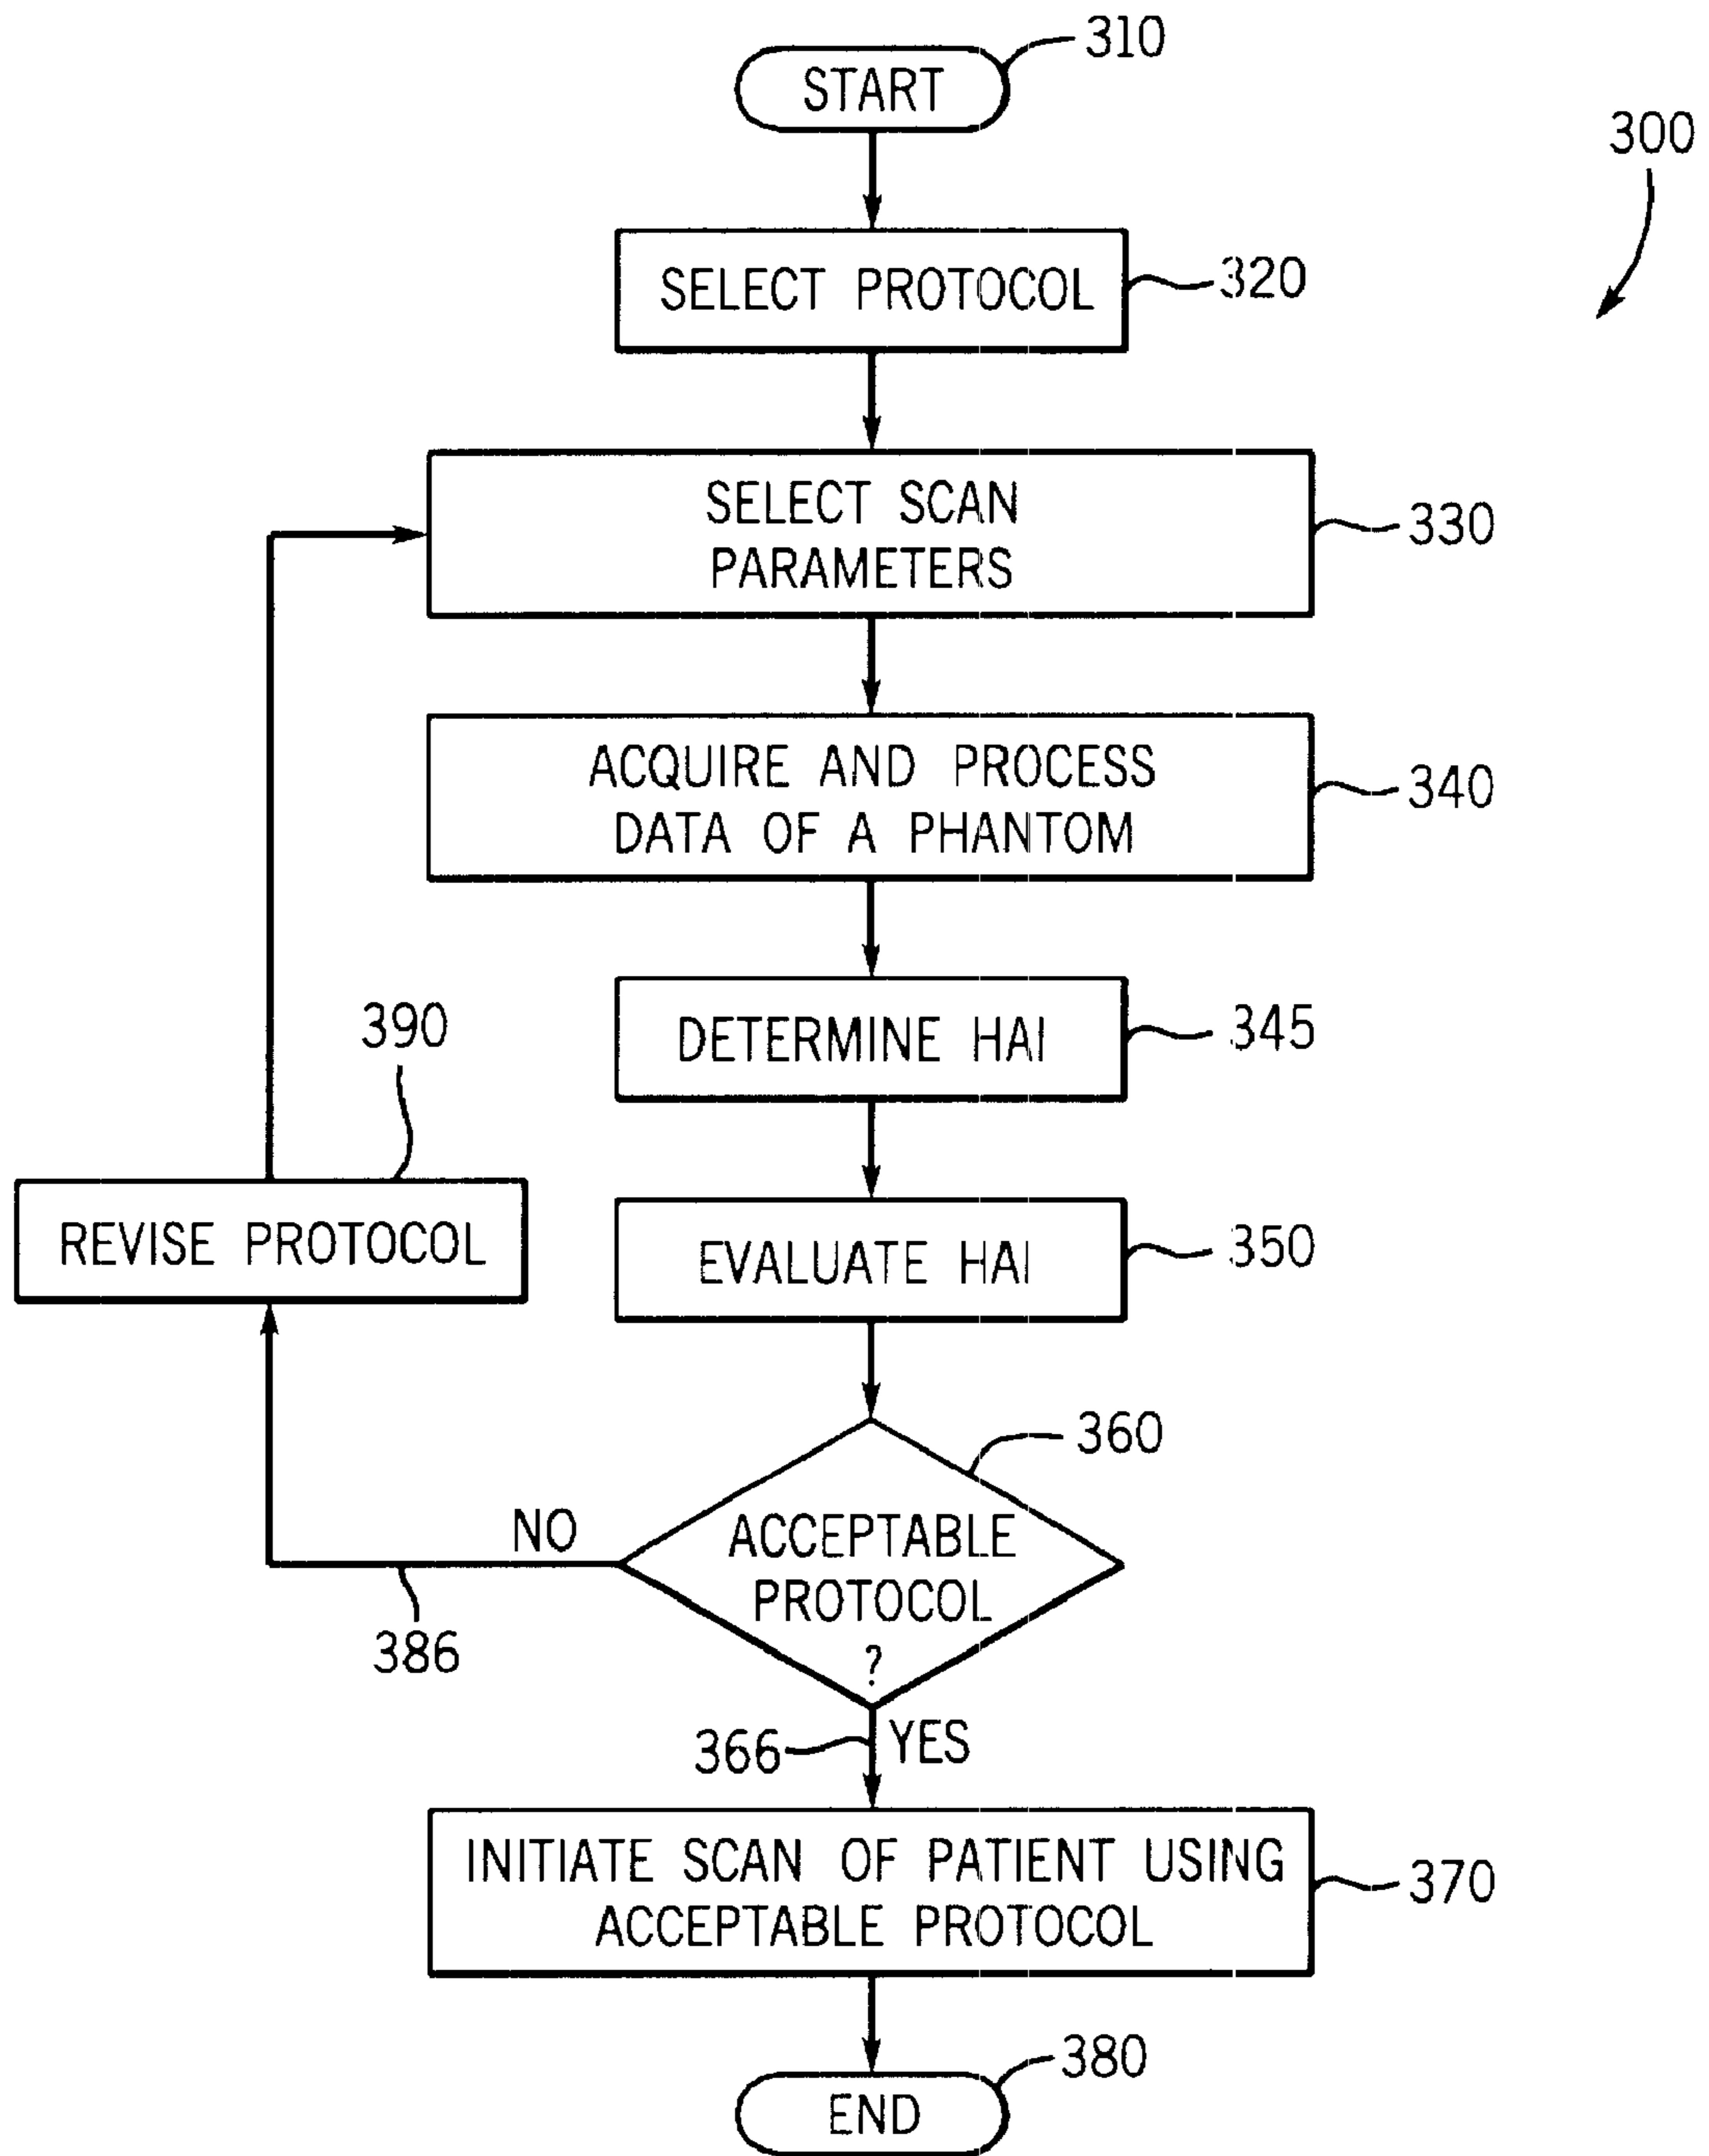 310
START
300
SELECT PROTOCOL
320
SELECT SCAN
PARAMETERS
330
ACQUIRE AND PROCESS
DATA OF A PHANTOM
340
DETERMINE HAI
345
390
REVISE PROTOCOL
EVALUATE HAI
350
360
NO
ACCEPTABLE
PROTOCOL
?
386
366
YES
INITIATE SCAN OF PATIENT USING
ACCEPTABLE PROTOCOL
370
380
END